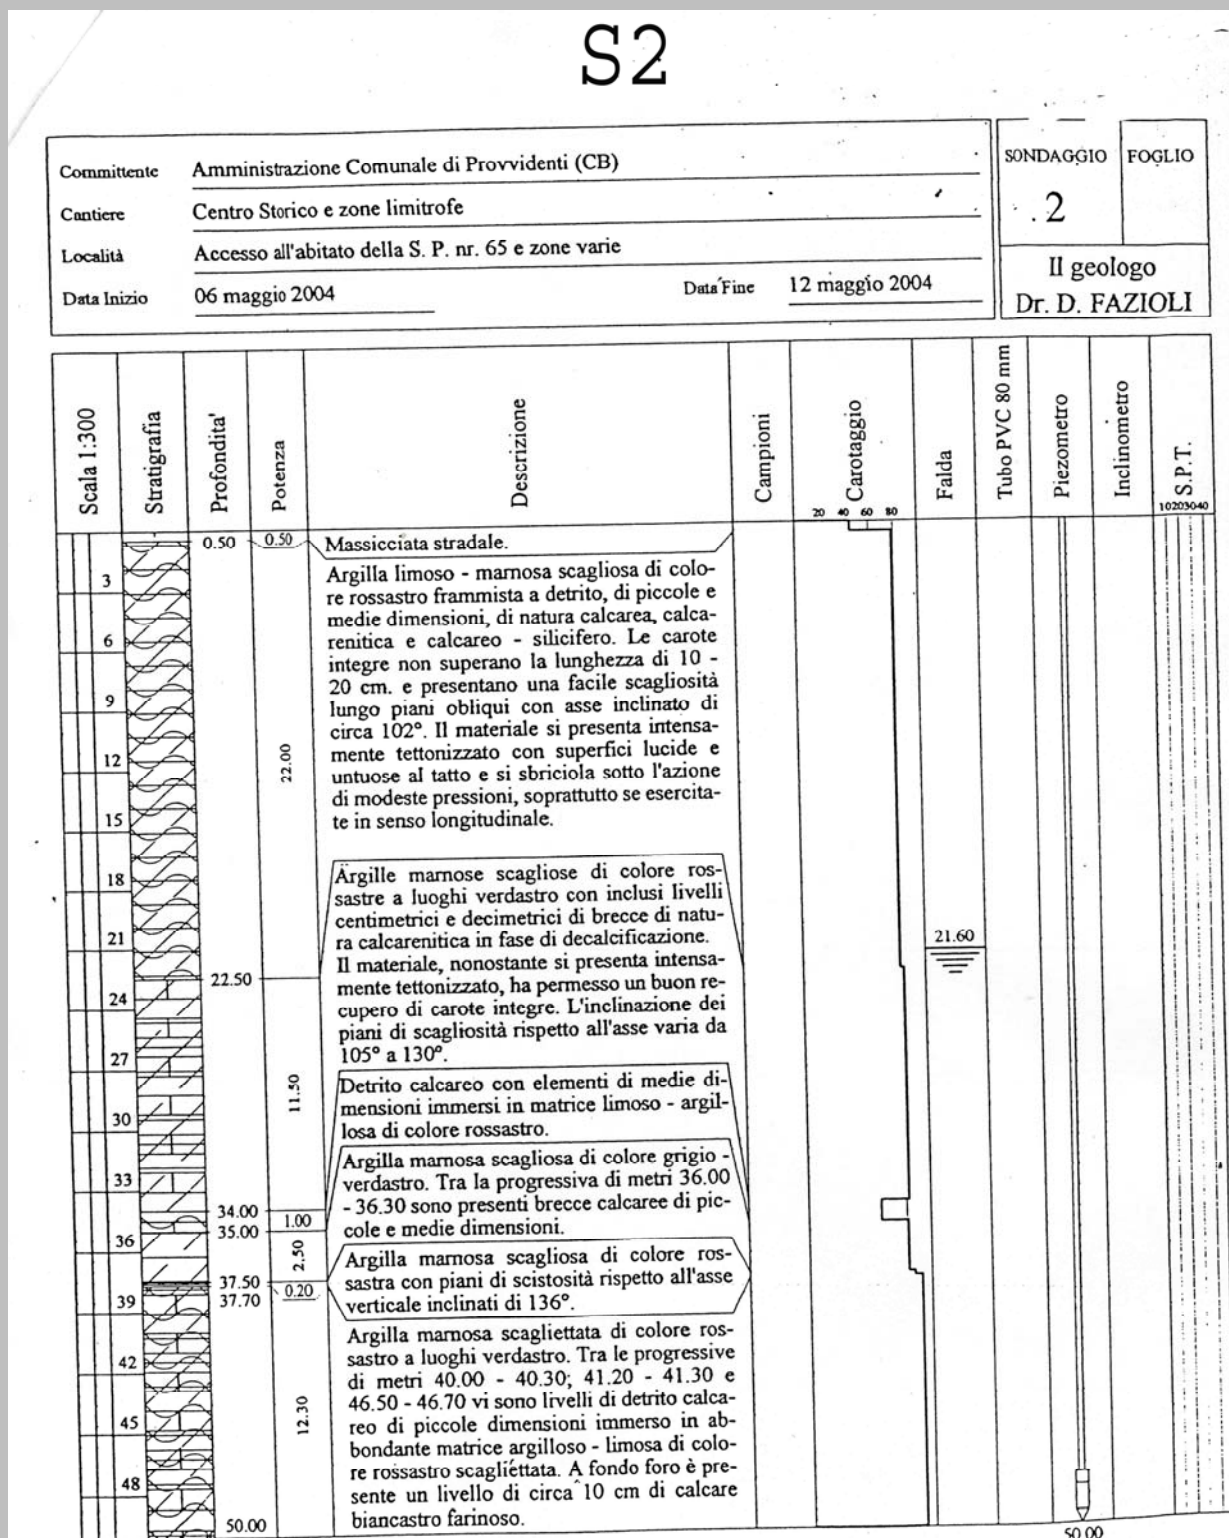 S2
Committente Amministrazione Comunale di Provvidenti (CB)
Cantiere Centro Storico e zone limitrofe
Località Accesso all'abitato della S. P. nr. 65 e zone varie
Data Inizio 06 maggio 2004 Data Fine 12 maggio 2004
SONDAGGIO FOGLIO
2
Il geologo
Dr. D. FAZIOLI
Scala 1:300 Stratigrafia Profondita' Potenza Descrizione Campioni Carotaggio Falda Tubo PVC 80 mm Piezometro Inclinometro S.P.T.
20 40 60 80
10203040
0.50 0.50 Massicciata stradale.
Argilla limoso - marnosa scagliosa di colo-
re rossastro frammista a detrito, di piccole e
medie dimensioni, di natura calcarea, calca-
renitica e calcareo - silicifero. Le carote
integre non superano la lunghezza di 10 -
20 cm. e presentano una facile scagliosità
lungo piani obliqui con asse inclinato di
circa 102°. Il materiale si presenta intensa-
mente tettonizzato con superfici lucide e
untuose al tatto e si sbriciola sotto l'azione
di modeste pressioni, soprattutto se esercita-
te in senso longitudinale.
22.00
Argille marnose scagliose di colore ros-
sastre a luoghi verdastro con inclusi livelli
centimetrici e decimetrici di brecce di natu-
ra calcarenitica in fase di decalcificazione.
Il materiale, nonostante si presenta intensa-
mente tettonizzato, ha permesso un buon re-
cupero di carote integre. L'inclinazione dei
piani di scagliosità rispetto all'asse varia da
105° a 130°.
21.60
22.50
11.50
Detrito calcareo con elementi di medie di-
mensioni immersi in matrice limoso - argil-
losa di colore rossastro.
Argilla marnosa scagliosa di colore grigio -
verdastro. Tra la progressiva di metri 36.00
- 36.30 sono presenti brecce calcaree di pic-
cole e medie dimensioni.
34.00
1.00
35.00
2.50
Argilla marnosa scagliosa di colore ros-
sastra con piani di scistosità rispetto all'asse
verticale inclinati di 136°.
37.50
0.20
37.70
Argilla marnosa scagliettata di colore ros-
sastro a luoghi verdastro. Tra le progressive
di metri 40.00 - 40.30; 41.20 - 41.30 e
46.50 - 46.70 vi sono livelli di detrito calca-
reo di piccole dimensioni immerso in ab-
bondante matrice argilloso - limosa di colo-
re rossastro scagliettata. A fondo foro è pre-
sente un livello di circa 10 cm di calcare
biancastro farinoso.
12.30
50.00
50.00
3
6
9
12
15
18
21
24
27
30
33
36
39
42
45
48